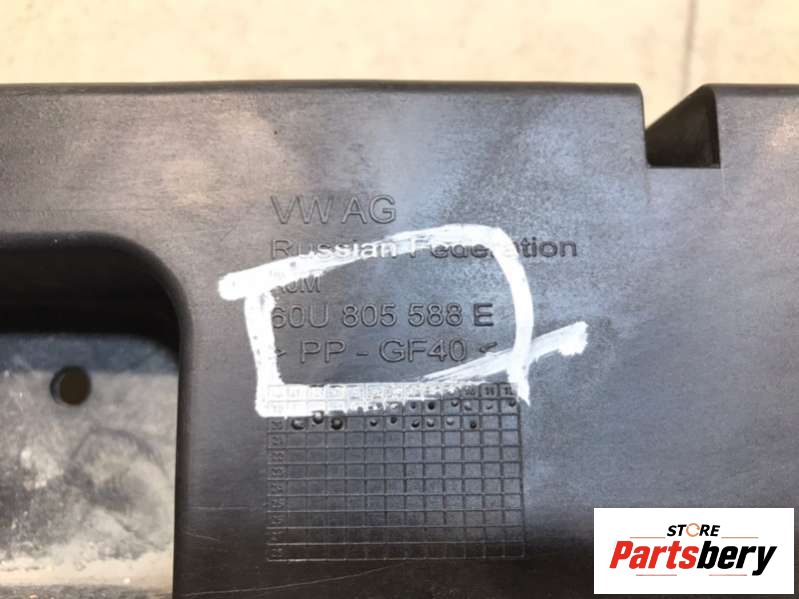 VW AG
Russian Federation
60U 805 588 E
> PP - GF40 <
STORE
Partsbery